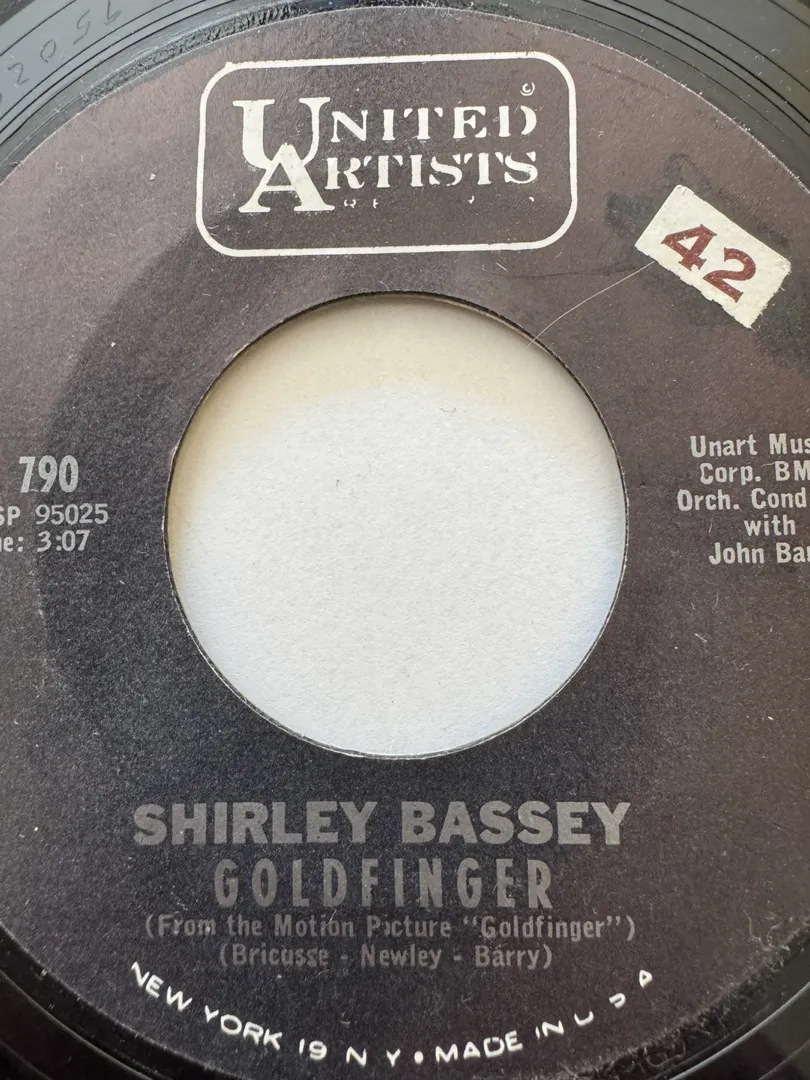 UNITED
ARTISTS
©
42
790
SP 95025
e: 3:07
Unart Mus
Corp. BM
Orch. Cond
with
John Bar
SHIRLEY BASSEY
GOLDFINGER
(From the Motion Picture "Goldfinger")
(Bricusse - Newley - Barry)
NEW YORK 19 N Y • MADE IN U S A